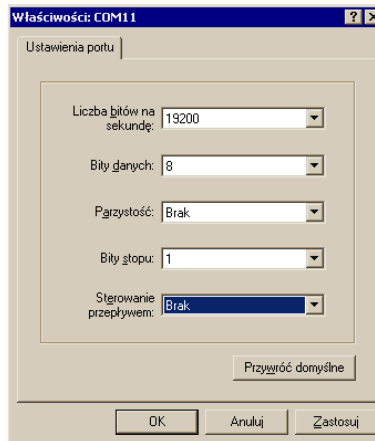 Właściwości: COM11
Ustawienia portu
Liczba bitów na
sekundę: 19200
Bity danych: 8
Parzystość: Brak
Bity stopu: 1
Sterowanie
przepływem: Brak
Przywróć domyślne
OK Anuluj Zastosuj